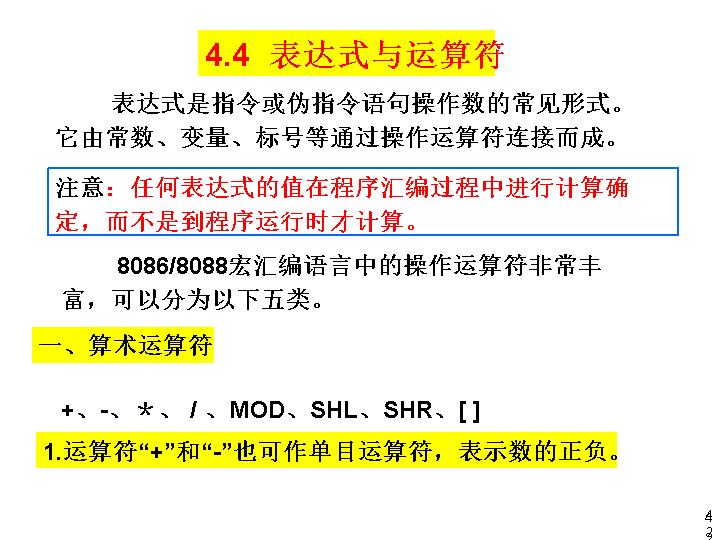 4.4 表达式与运算符
表达式是指令或伪指令语句操作数的常见形式。
它由常数、变量、标号等通过操作运算符连接而成。
注意：任何表达式的值在程序汇编过程中进行计算确
定，而不是到程序运行时才计算。
8086/8088宏汇编语言中的操作运算符非常丰
富，可以分为以下五类。
一、算术运算符
+、-、＊、 / 、MOD、SHL、SHR、[ ]
1.运算符“+”和“-”也可作单目运算符，表示数的正负。
4